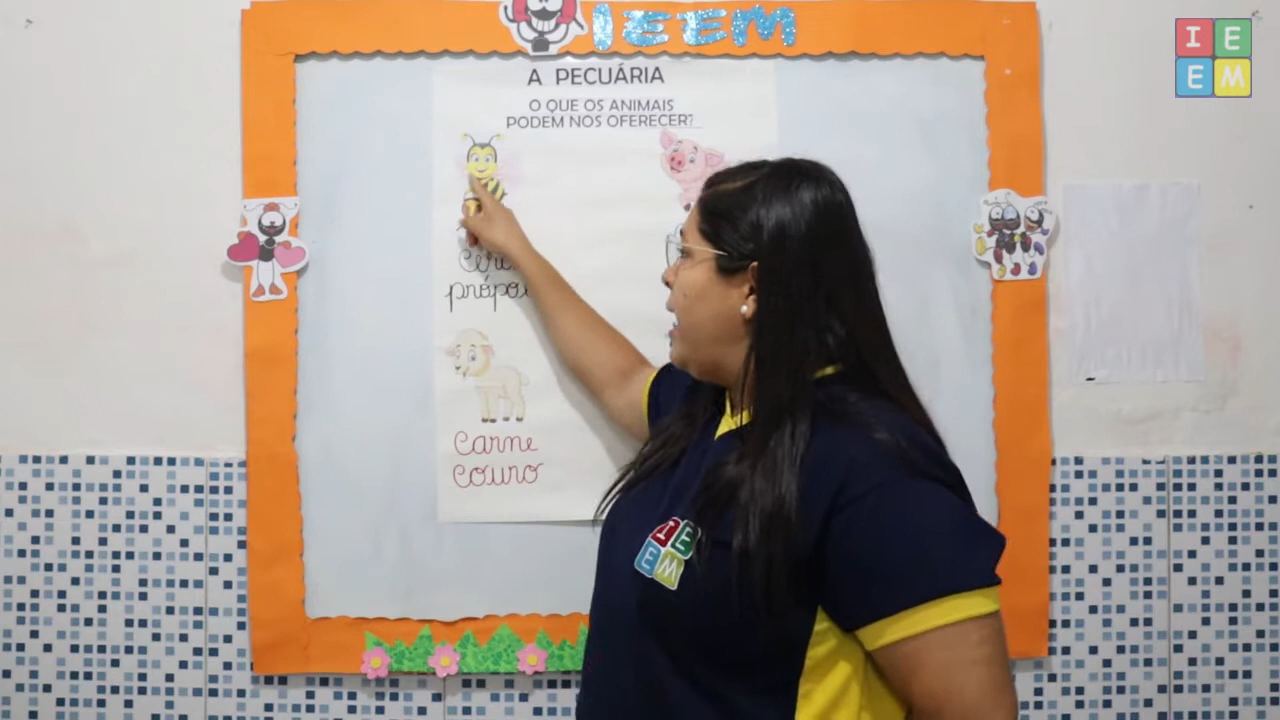 IEEM
I E
E M
A PECUÁRIA
O QUE OS ANIMAIS
PODEM NOS OFERECER?
Carne
Couro
I E
E M